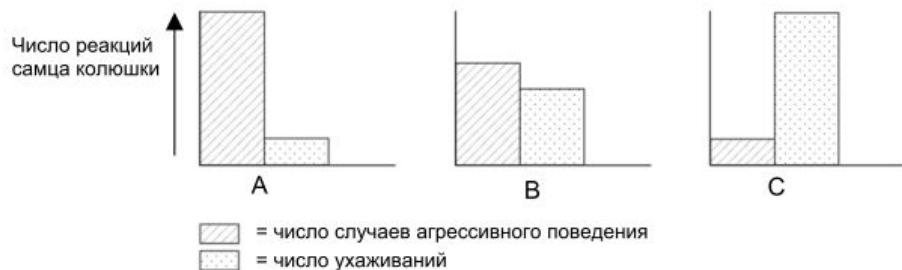 Число реакций
самца колюшки
A
B
C
= число случаев агрессивного поведения
= число ухаживаний